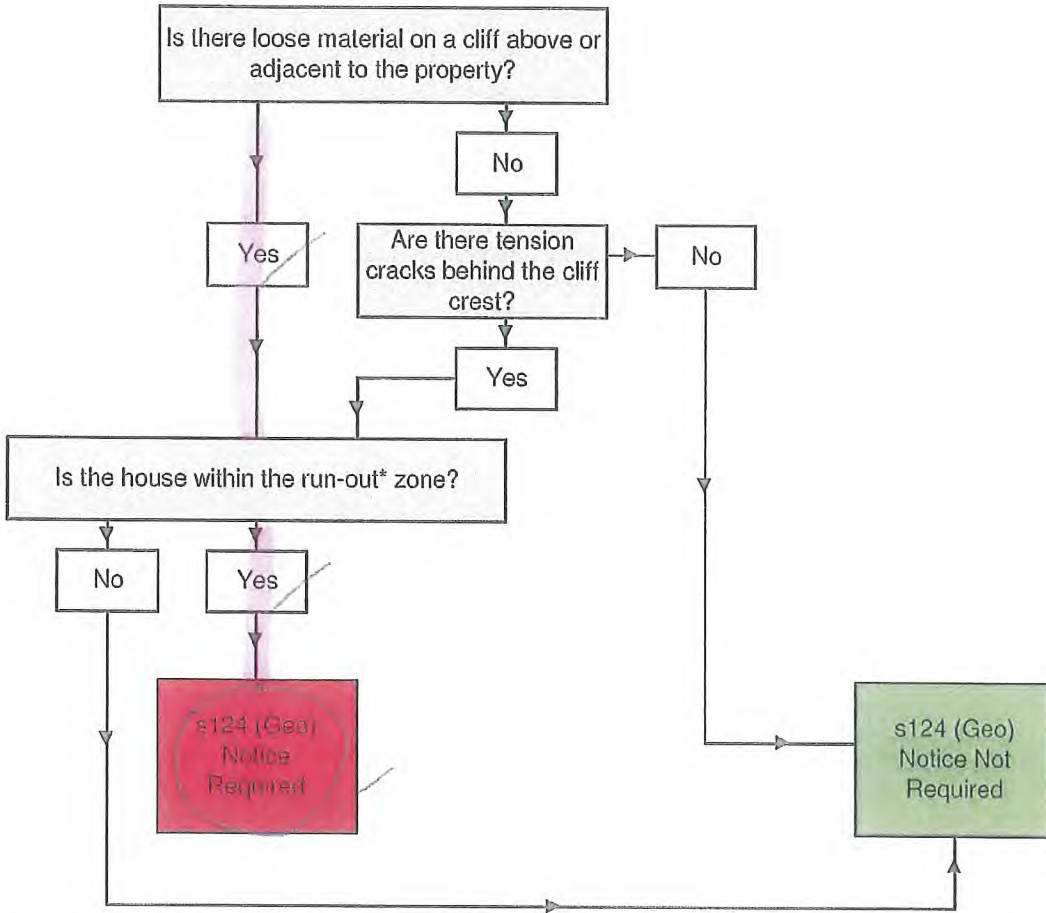 Is there loose material on a cliff above or
adjacent to the property?
No
Yes
Are there tension
cracks behind the cliff
crest?
No
Yes
Is the house within the run-out* zone?
No
Yes
s124 (Geo)
Notice
Required
s124 (Geo)
Notice Not
Required